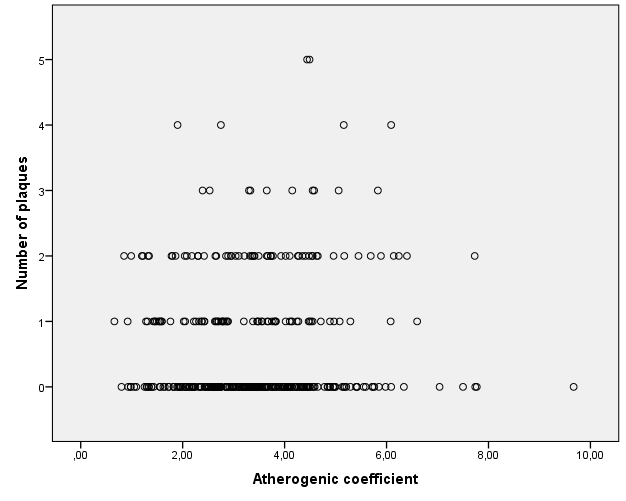 Number of plaques
5
4
3
2
1
0
,00 2,00 4,00 6,00 8,00 10,00
Atherogenic coefficient